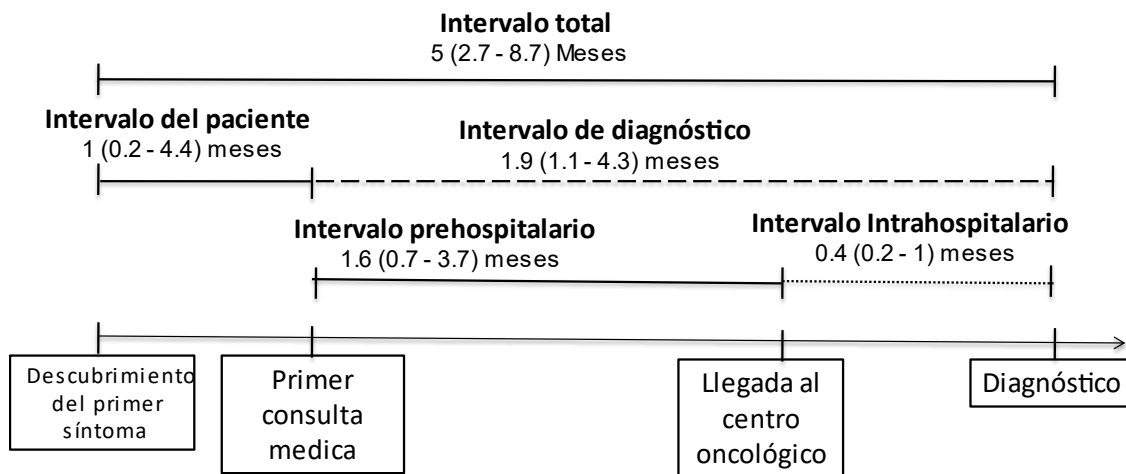 Intervalo total
5 (2.7 - 8.7) Meses
Intervalo del paciente
1 (0.2 - 4.4) meses
Intervalo de diagnóstico
1.9 (1.1 - 4.3) meses
Intervalo prehospitalario
1.6 (0.7 - 3.7) meses
Intervalo Intrahospitalario
0.4 (0.2 - 1) meses
Descubrimiento
del primer
síntoma
Primer
consulta
medica
Llegada al
centro
oncológico
Diagnóstico